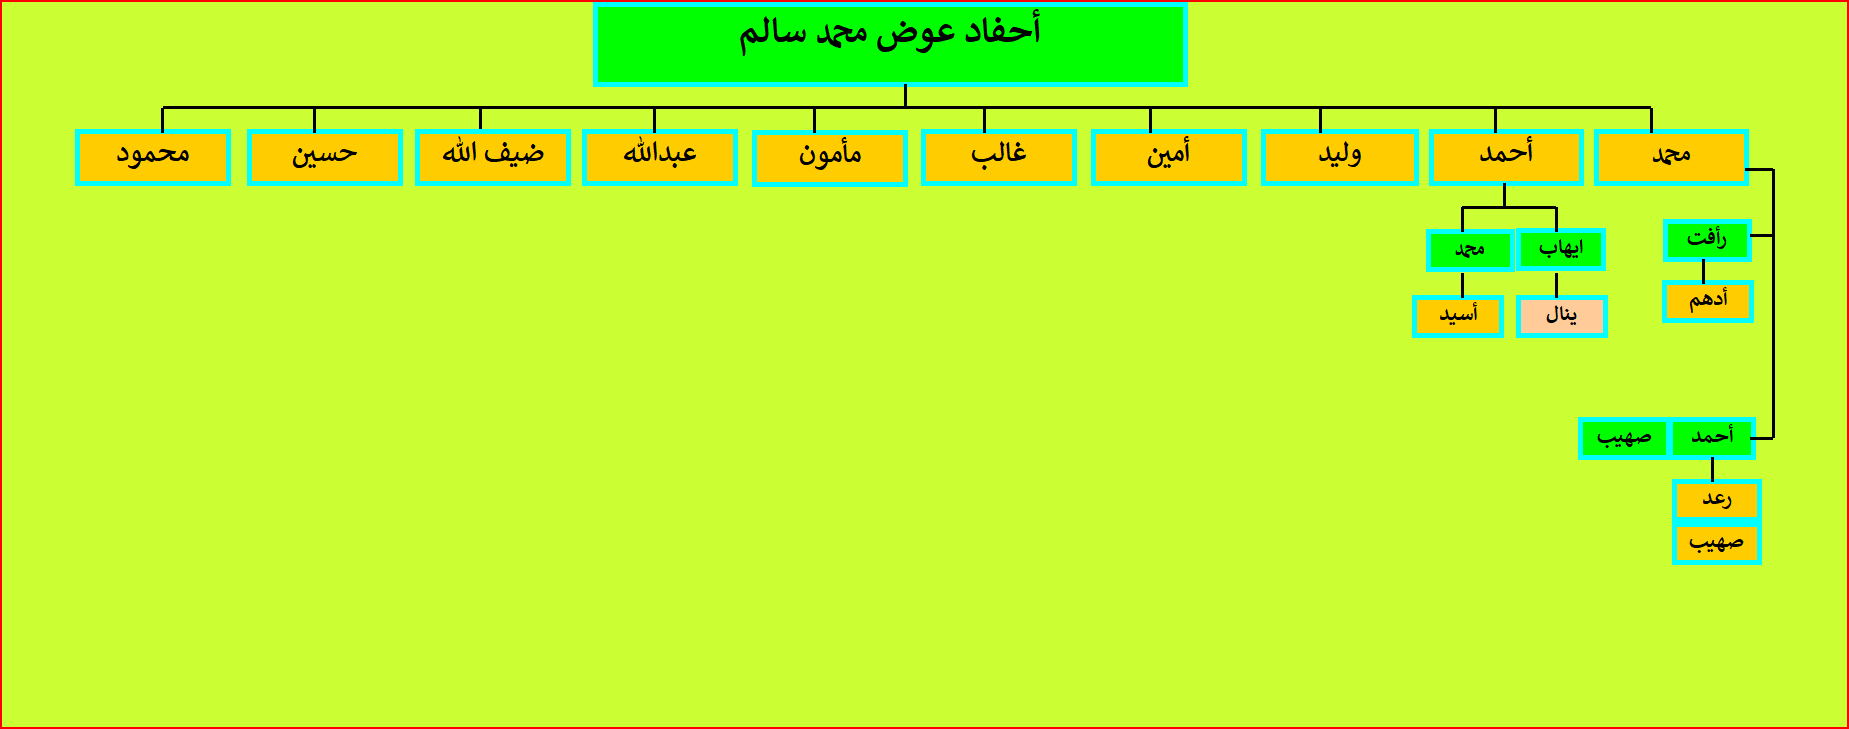 أحفاد عوض محمد سالم
محمد
أحمد
وليد
أمين
غالب
مأمون
عبدالله
ضيف الله
حسين
محمود
رأفت
ايهاب
محمد
أدهم
ينال
أسيد
أحمد
صهيب
رعد
صهيب